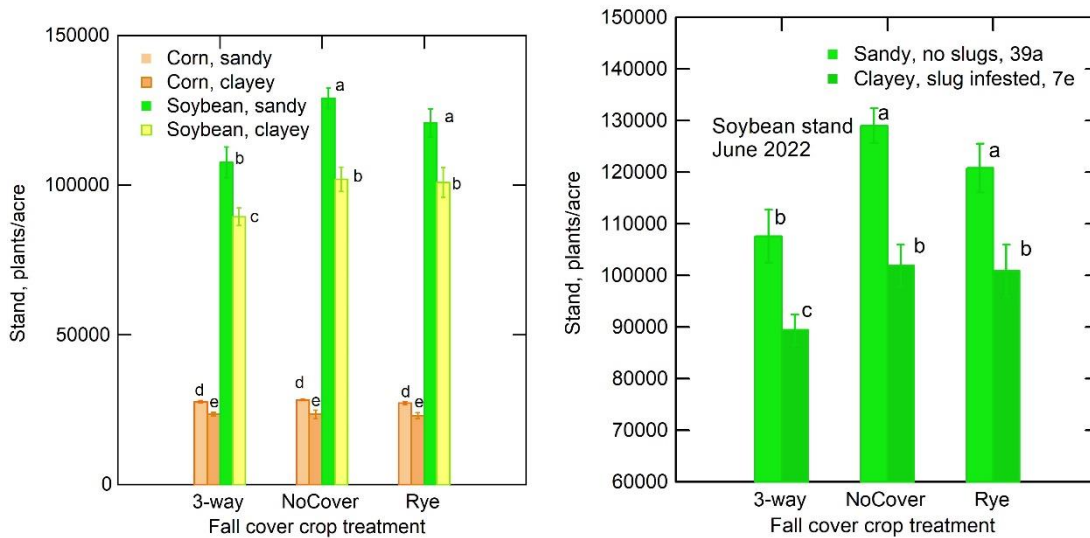 150000
100000
50000
0
Stand, plants/acre
Corn, sandy
Corn, clayey
Soybean, sandy
Soybean, clayey
d
e
b
c
d
e
a
b
d
e
a
b
3-way NoCover Rye
Fall cover crop treatment
150000
140000
130000
120000
110000
100000
90000
80000
70000
60000
Stand, plants/acre
Sandy, no slugs, 39a
Clayey, slug infested, 7e
Soybean stand
June 2022
b
c
a
b
a
b
3-way NoCover Rye
Fall cover crop treatment